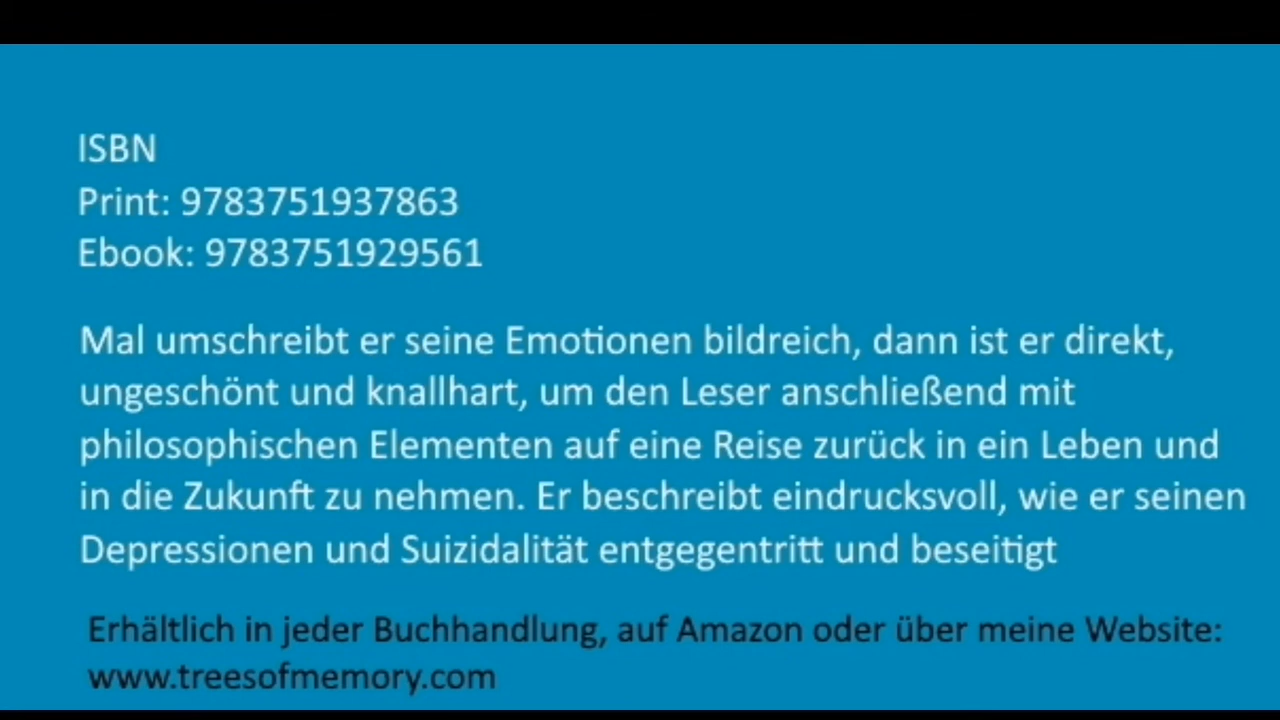 ISBN
Print: 9783751937863
Ebook: 9783751929561
Mal umschreibt er seine Emotionen bildreich, dann ist er direkt,
ungeschönt und knallhart, um den Leser anschließend mit
philosophischen Elementen auf eine Reise zurück in ein Leben und
in die Zukunft zu nehmen. Er beschreibt eindrucksvoll, wie er seinen
Depressionen und Suizidalität entgegentritt und beseitigt
Erhältlich in jeder Buchhandlung, auf Amazon oder über meine Website:
www.treesofmemory.com